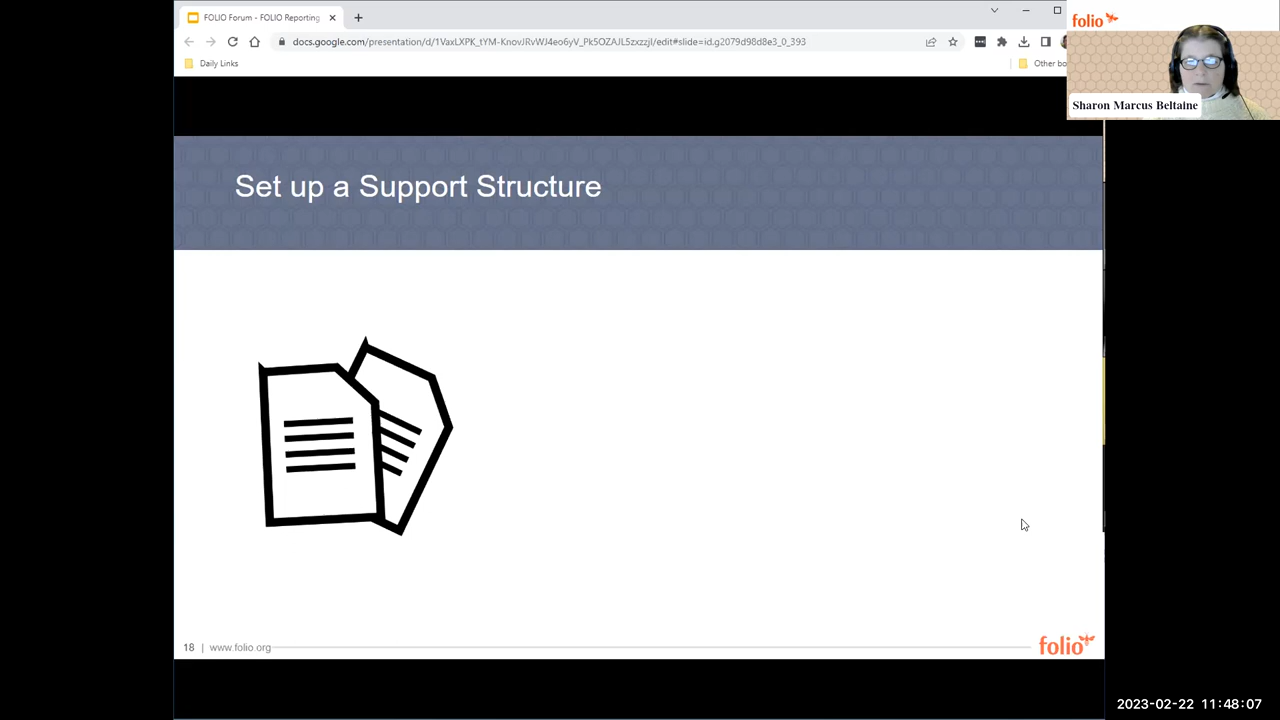 FOLIO Forum - FOLIO Reporting
docs.google.com/presentation/d/1VaxLXPK_tYM-KnovJRvWJ4eo6yV_Pk5OZAJL5zxzzjI/edit#slide=id.g2079d98d8e3_0_393
Daily Links
Other bo
folio
Sharon Marcus Beltaine
Set up a Support Structure
18 | www.folio.org
folio
2023-02-22 11:48:07